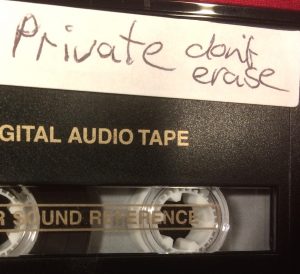 Private don't
erase
IGITAL AUDIO TAPE
R SOUND REFERENCE